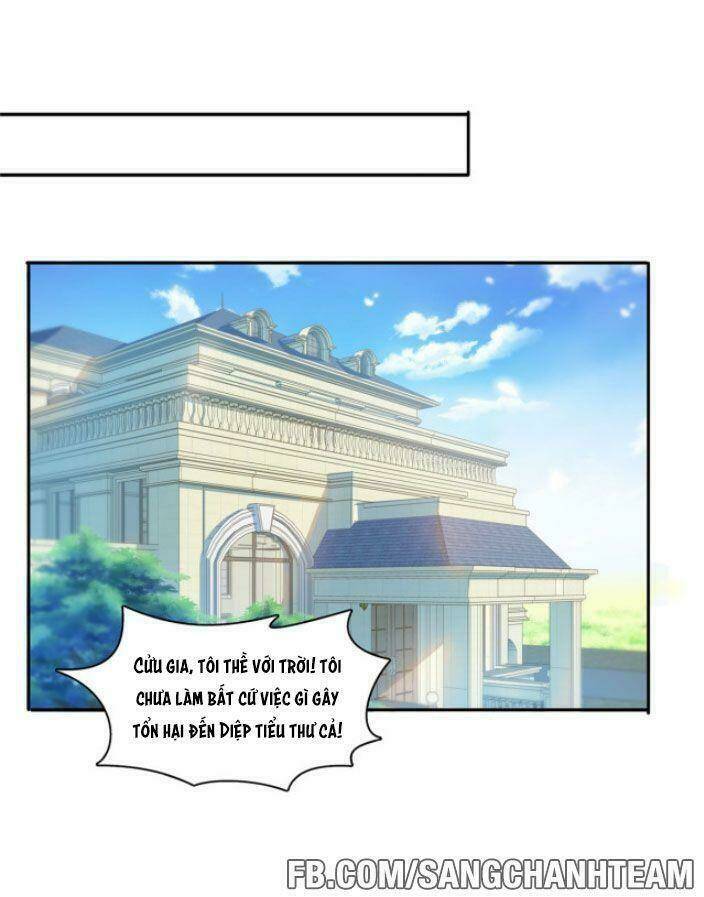 CỬU GIA, TÔI THỀ VỚI TRỜI! TÔI
CHƯA LÀM BẤT CỨ VIỆC GÌ GÂY
TỔN HẠI ĐẾN DIỆP TIỂU THƯ CẢ!
FB.COM/SANGCHANHTEAM